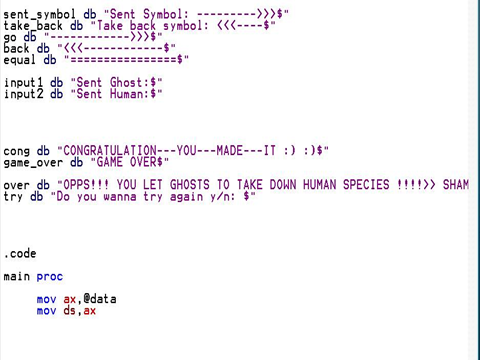 sent_symbol db "Sent Symbol: --------->>>$"
take_back db "Take back symbol: <<<----$"
go db "------------>>>$"
back db "<<<------------$"
equal db "================$"
input1 db "Sent Ghost:$"
input2 db "Sent Human:$"
cong db "CONGRATULATION---YOU---MADE---IT :) :)$"
game_over db "GAME OVER$"
over db "OPPS!!! YOU LET GHOSTS TO TAKE DOWN HUMAN SPECIES !!!!>> SHAM
try db "Do you wanna try again y/n: $"
.code
main proc
mov ax,@data
mov ds,ax